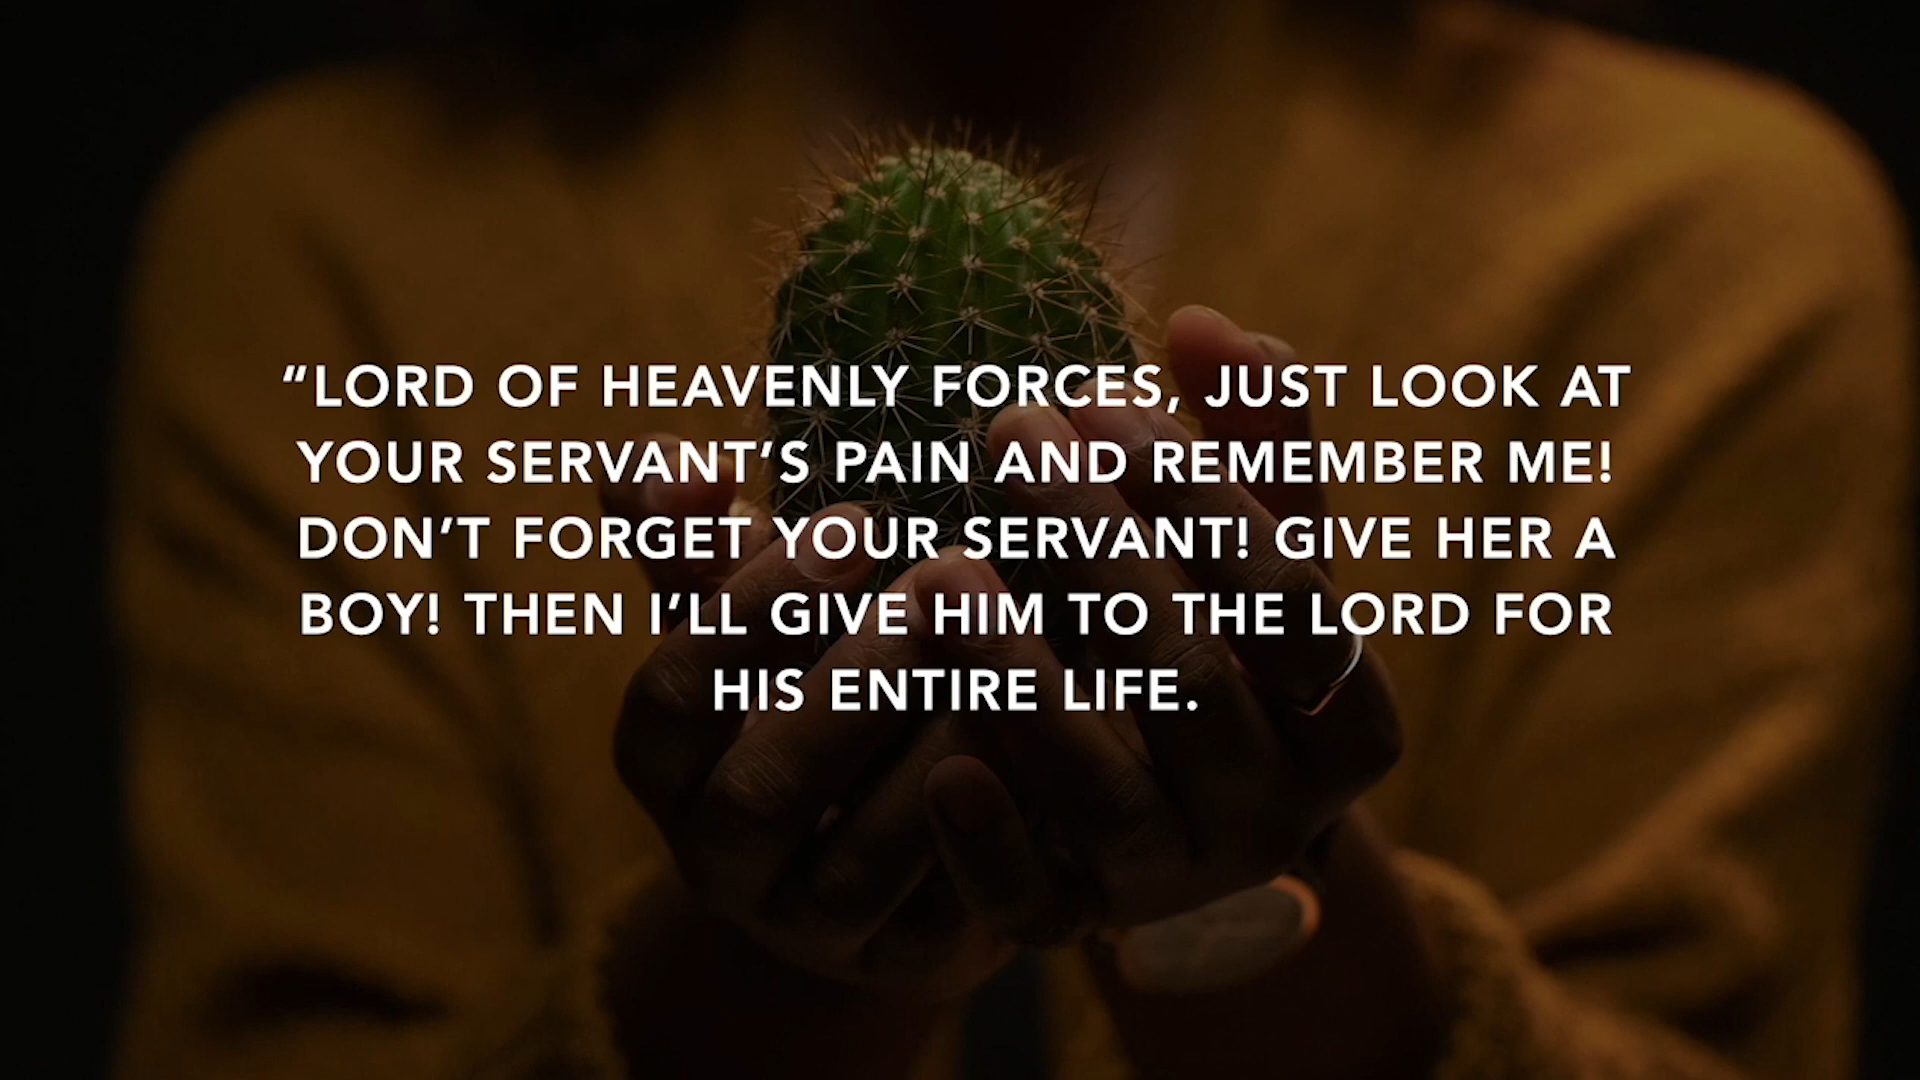 “LORD OF HEAVENLY FORCES, JUST LOOK AT
YOUR SERVANT’S PAIN AND REMEMBER ME!
DON’T FORGET YOUR SERVANT! GIVE HER A
BOY! THEN I’LL GIVE HIM TO THE LORD FOR
HIS ENTIRE LIFE.